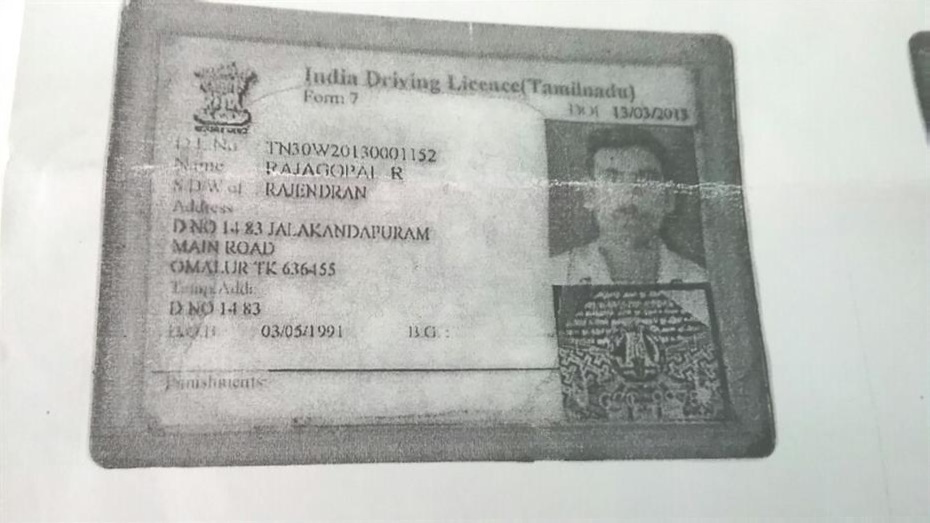 India Driving Licence(Tamilnadu)
Form 7
DOI 13/03/2013
D.L.No TN30W20130001152
Name RAJAGOPAL R
S/D/W of RAJENDRAN
Address
D NO 14 83 JALAKANDAPURAM
MAIN ROAD
OMALUR TK 636455
Temp.Addr
D NO 14 83
D.O.B 03/05/1991 B.G. :
Punishments: